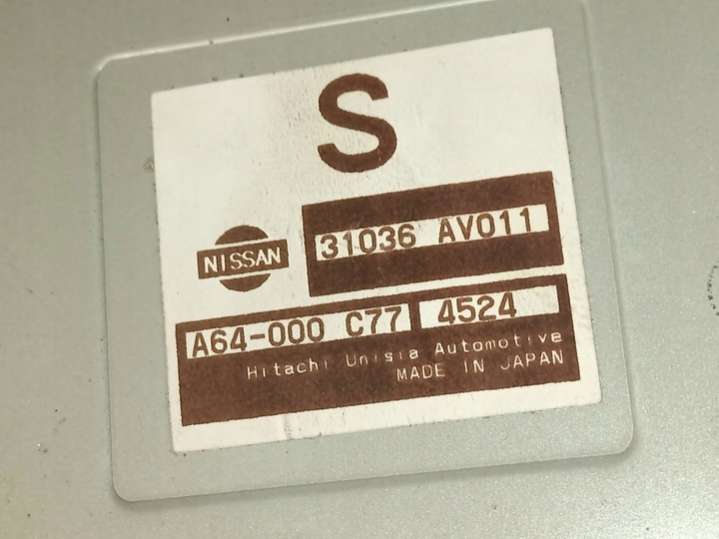 S
NISSAN
31036 AV011
A64-000 C77 4524
Hitachi Unisia Automotive
MADE IN JAPAN